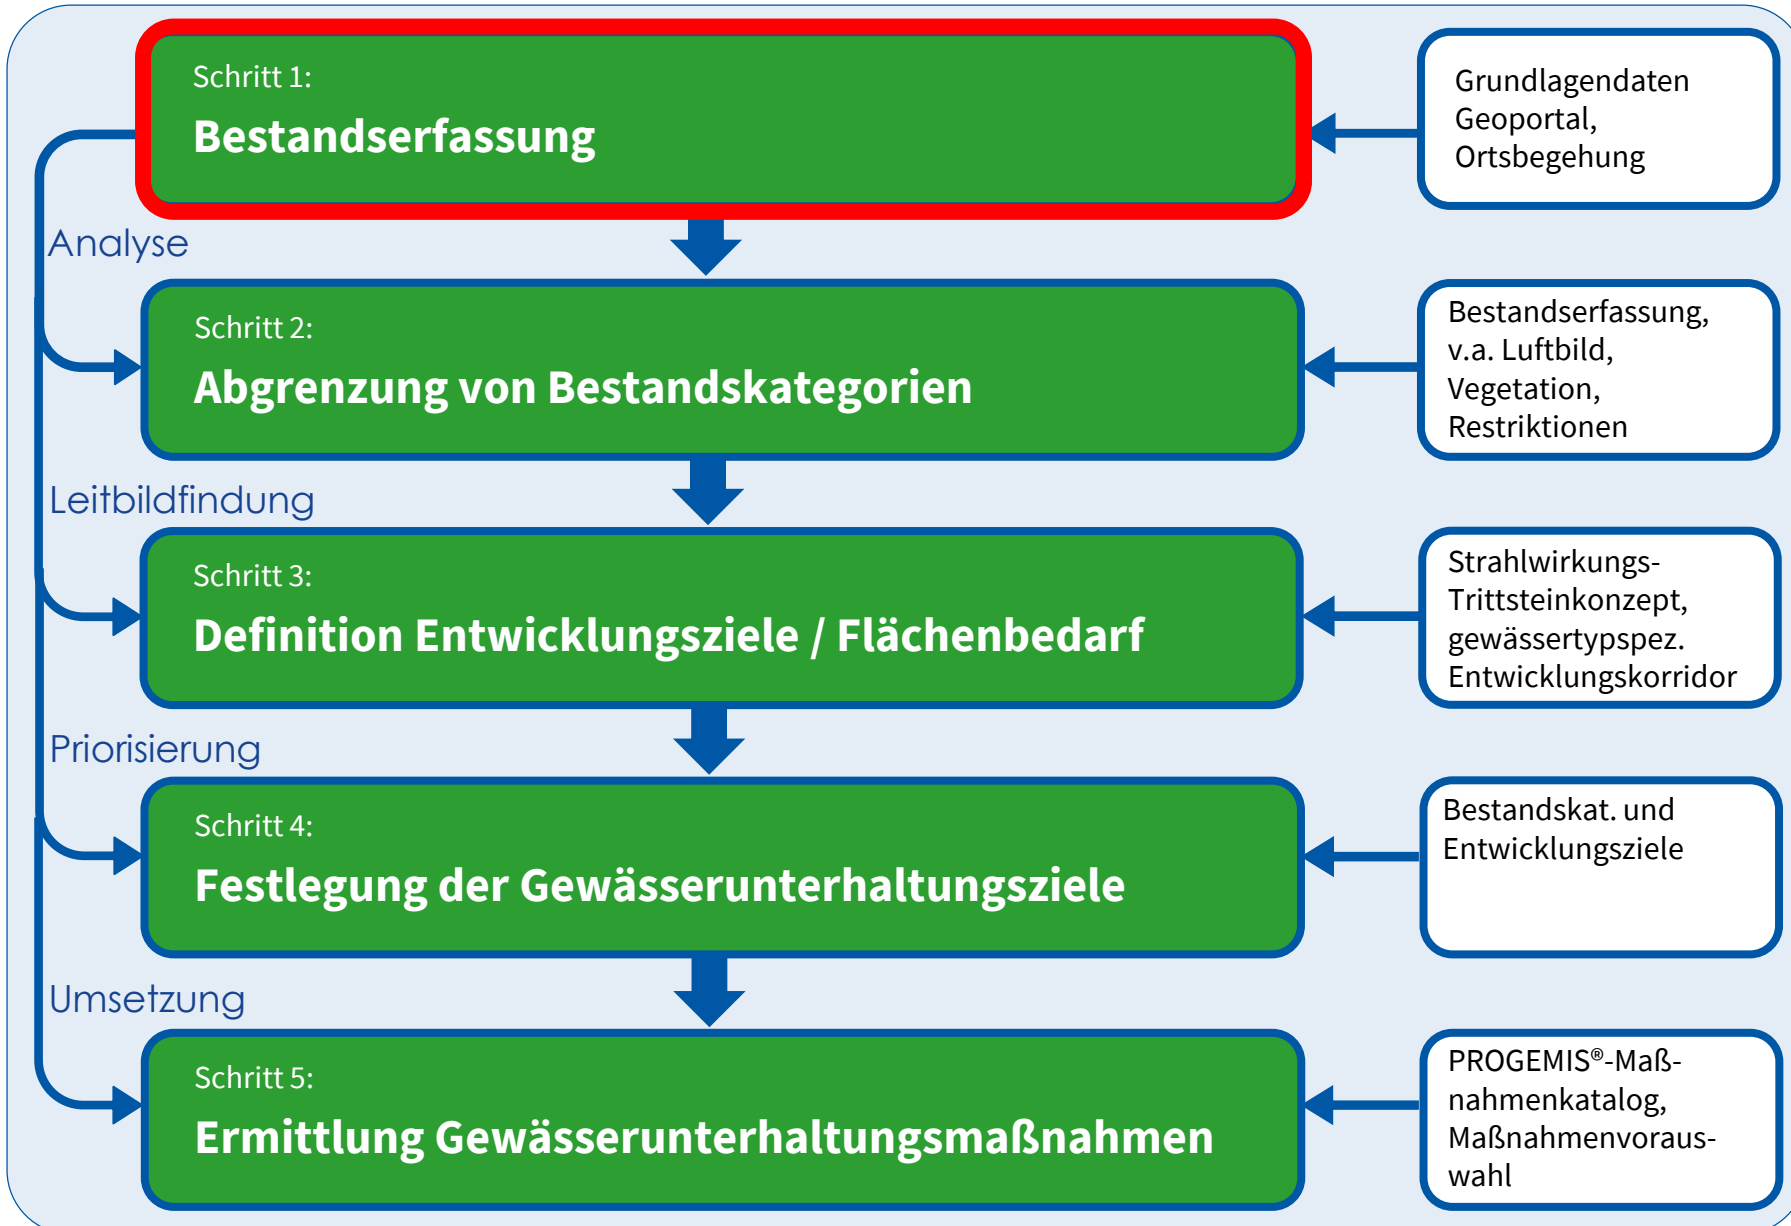 Schritt 1:
Bestandserfassung
Grundlagendaten
Geoportal,
Ortsbegehung
Analyse
Schritt 2:
Abgrenzung von Bestandskategorien
Bestandserfassung,
v.a. Luftbild,
Vegetation,
Restriktionen
Leitbildfindung
Schritt 3:
Definition Entwicklungsziele / Flächenbedarf
Strahlwirkungs-
Trittsteinkonzept,
gewässertypspez.
Entwicklungskorridor
Priorisierung
Schritt 4:
Festlegung der Gewässerunterhaltungsziele
Bestandskat. und
Entwicklungsziele
Umsetzung
Schritt 5:
Ermittlung Gewässerunterhaltungsmaßnahmen
PROGEMIS®-Maß-
nahmenkatalog,
Maßnahmenvoraus-
wahl